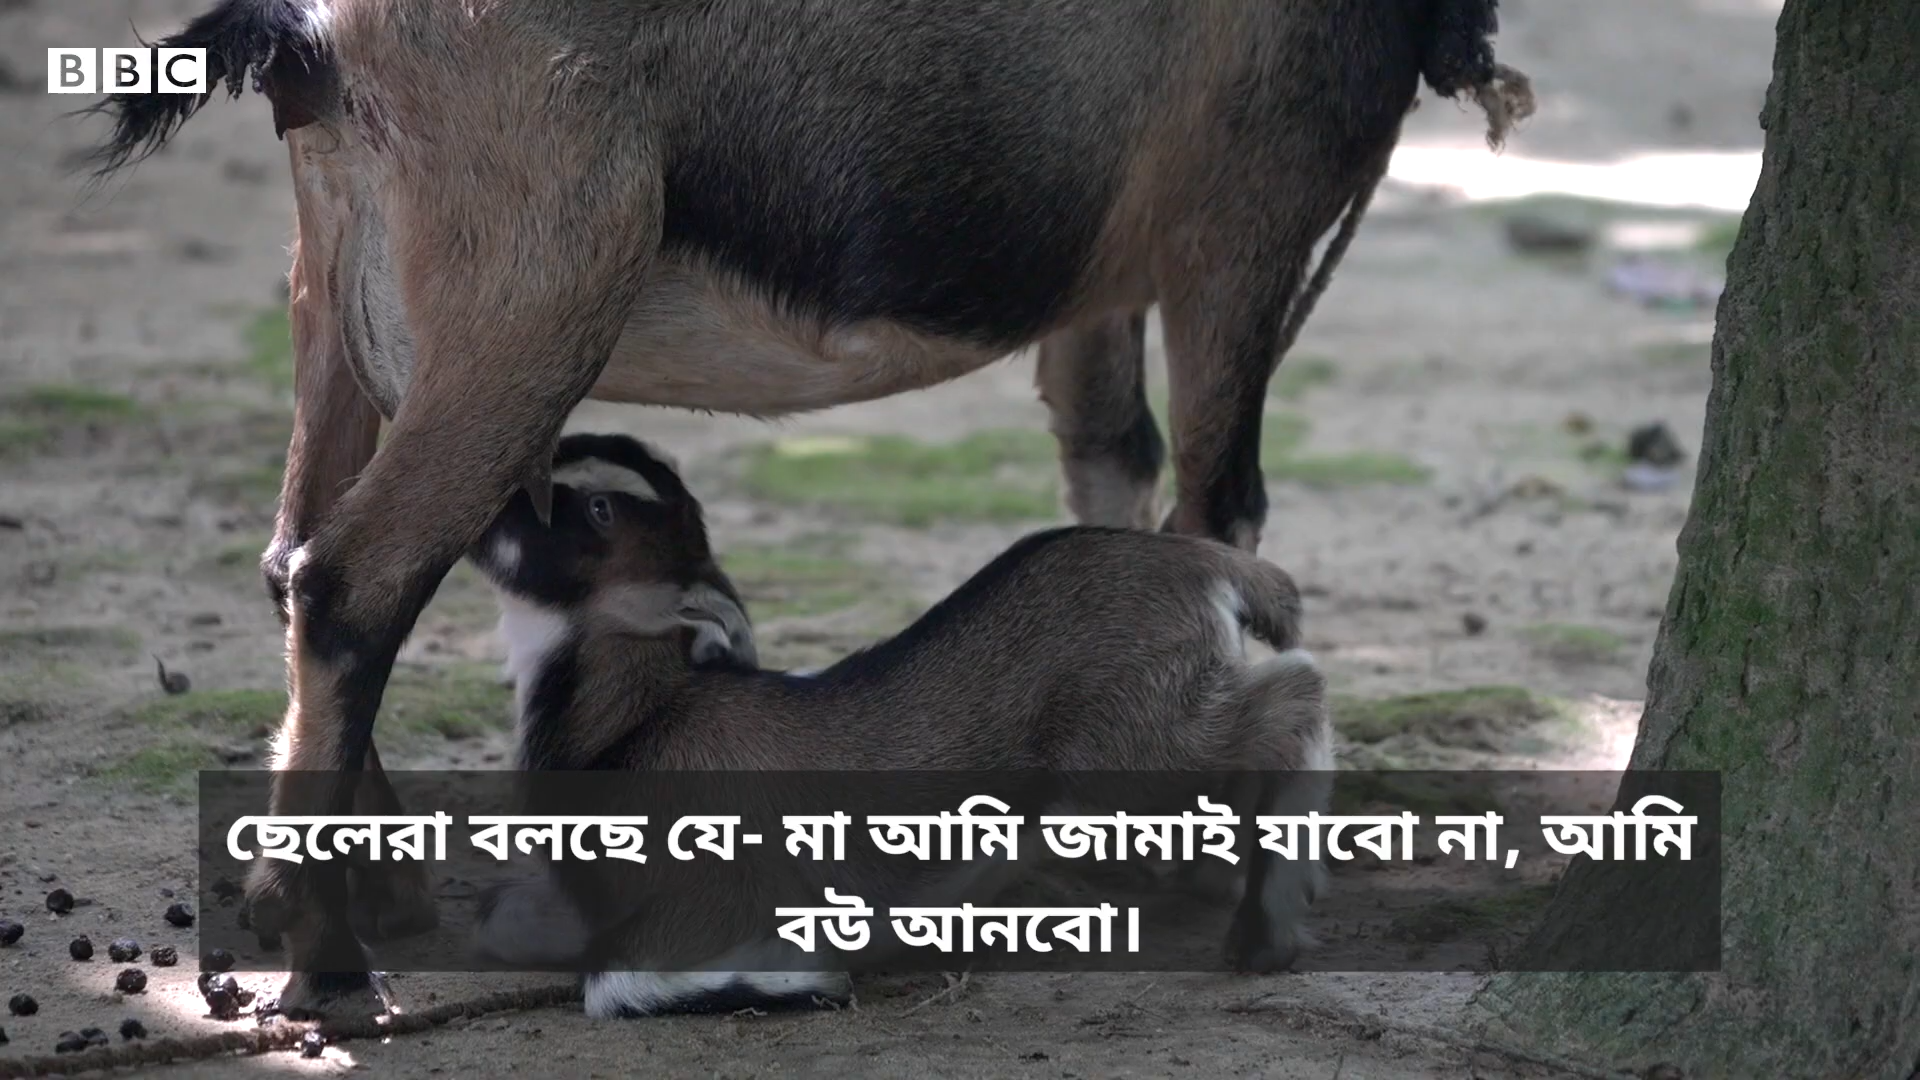 BBC
ছেলেরা বলছে যে- মা আমি জামাই যাবো না, আমি
বউ আনবো।